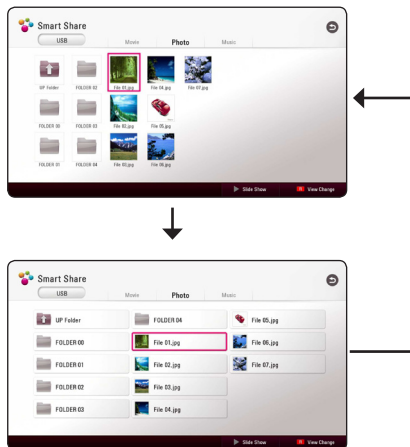 Smart Share
USB Movie Photo Music
UP Folder FOLDER 02 File 01.jpg File 04.jpg File 07.jpg
FOLDER 00 FOLDER 03 File 02.jpg File 05.jpg
FOLDER 01 FOLDER 04 File 03.jpg File 06.jpg
Slide Show R View Change
Smart Share
USB Movie Photo Music
UP Folder FOLDER 04 File 05.jpg
FOLDER 00 File 01.jpg File 06.jpg
FOLDER 01 File 02.jpg File 07.jpg
FOLDER 02 File 03.jpg
FOLDER 03 File 04.jpg
Slide Show R View Change